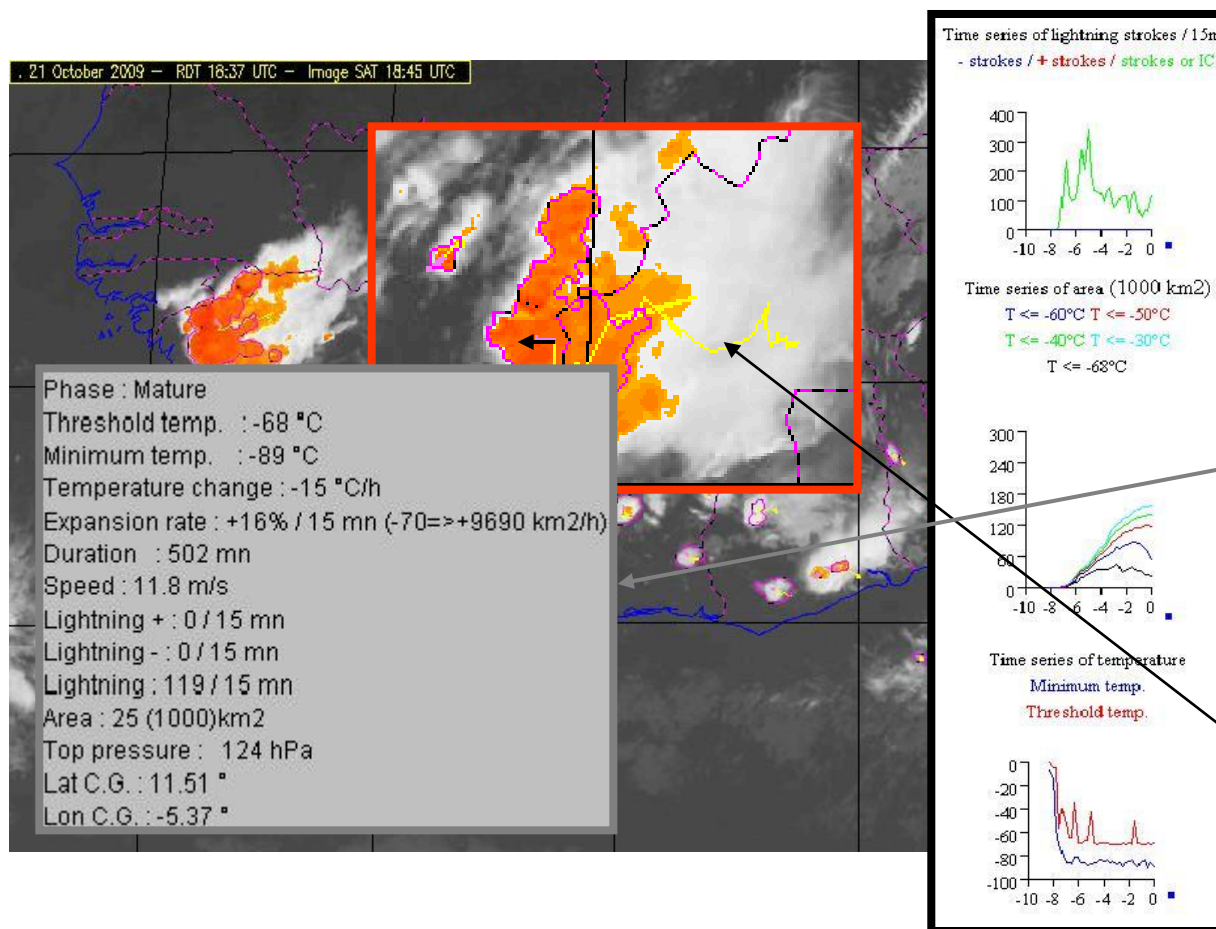 . 21 October 2009 - RDT 18:37 UTC - Image SAT 18:45 UTC
Phase : Mature
Threshold temp. : -68 °C
Minimum temp. : -89 °C
Temperature change : -15 °C/h
Expansion rate : +16% / 15 mn (-70=>+9690 km2/h)
Duration : 502 mn
Speed : 11.8 m/s
Lightning + : 0 / 15 mn
Lightning - : 0 / 15 mn
Lightning : 119 / 15 mn
Area : 25 (1000)km2
Top pressure : 124 hPa
Lat C.G. : 11.51 °
Lon C.G. : -5.37 °
Time series of lightning strokes / 15m
- strokes / + strokes / strokes or IC
400
300
200
100
0
-10 -8 -6 -4 -2 0
Time series of area (1000 km2)
T <= -60°C T <= -50°C
T <= -40°C T <= -30°C
T <= -68°C
300
240
180
120
60
0
-10 -8 -6 -4 -2 0
Time series of temperature
Minimum temp.
Threshold temp.
0
-20
-40
-60
-80
-100
-10 -8 -6 -4 -2 0